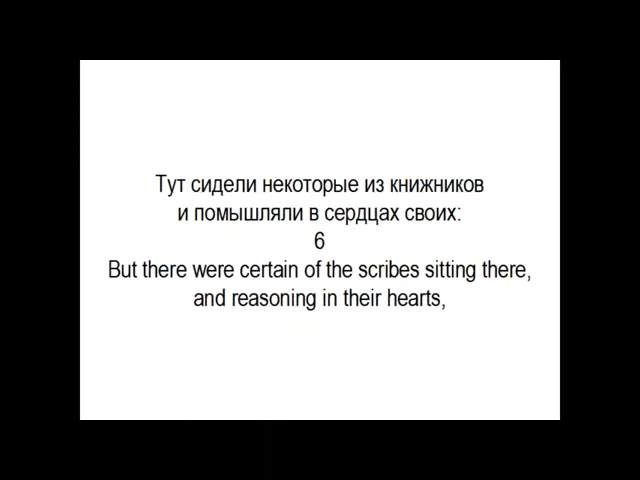 Тут сидели некоторые из книжников
и помышляли в сердцах своих:
6
But there were certain of the scribes sitting there,
and reasoning in their hearts,